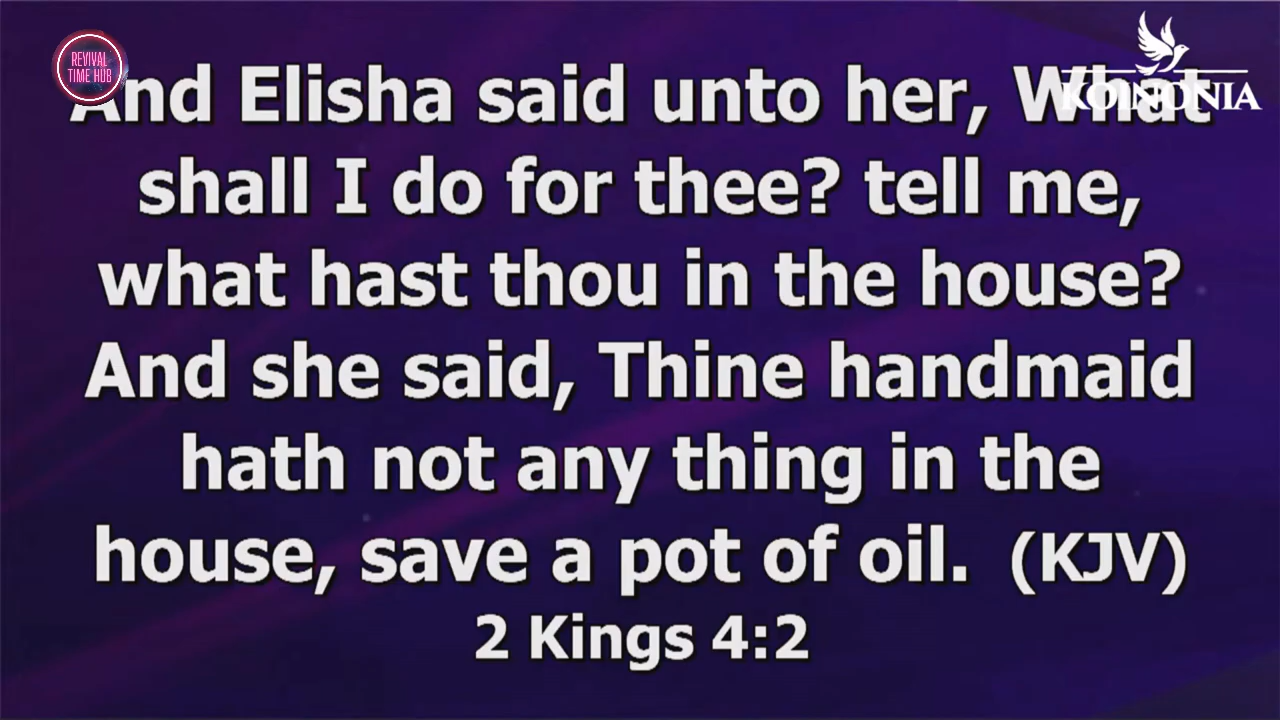 REVIVAL
TIME HUB
KOINONIA
And Elisha said unto her, What
shall I do for thee? tell me,
what hast thou in the house?
And she said, Thine handmaid
hath not any thing in the
house, save a pot of oil. (KJV)
2 Kings 4:2